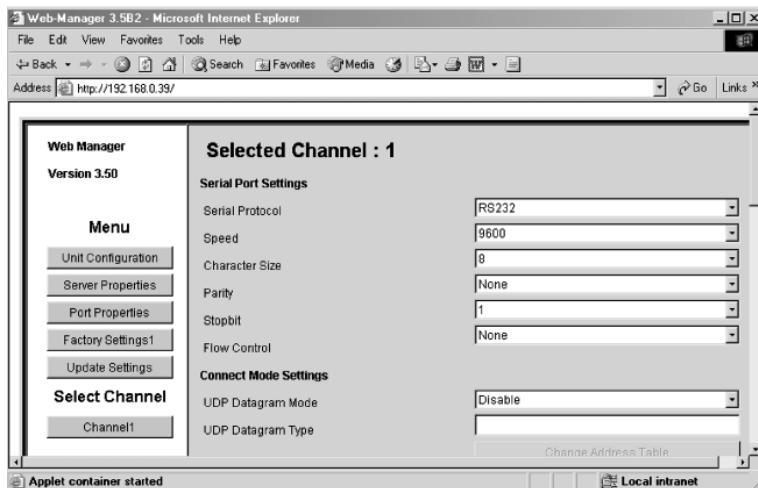 Web-Manager 3.5B2 - Microsoft Internet Explorer
File Edit View Favorites Tools Help
Back Search Favorites Media
Address http://192.168.0.39/ Go Links »
Web Manager
Version 3.50
Menu
Unit Configuration
Server Properties
Port Properties
Factory Settings1
Update Settings
Select Channel
Channel1
Selected Channel : 1
Serial Port Settings
Serial Protocol RS232
Speed 9600
Character Size 8
Parity None
Stopbit 1
Flow Control None
Connect Mode Settings
UDP Datagram Mode Disable
UDP Datagram Type
Change Address Table
Applet container started Local intranet